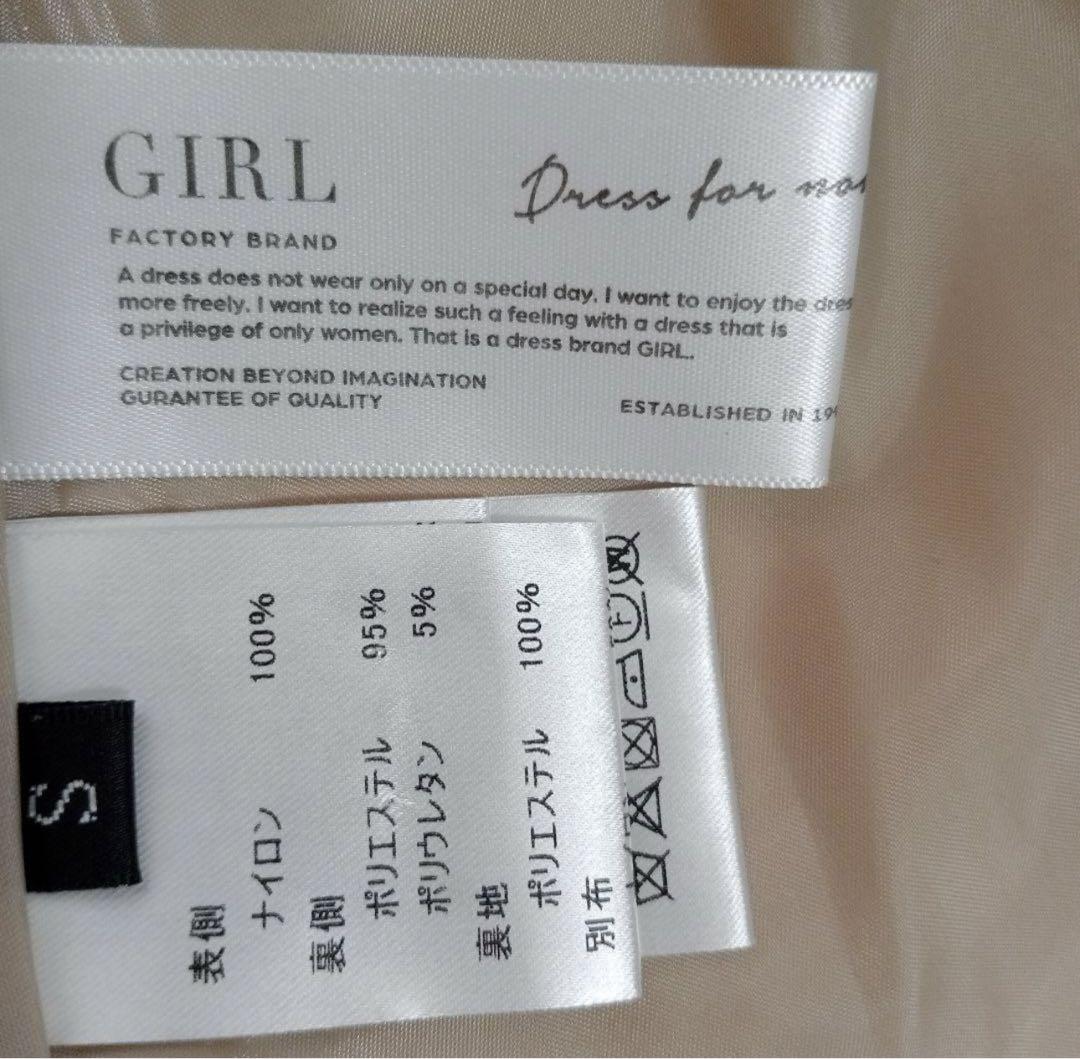 GIRL
FACTORY BRAND
Dress for
A dress does not wear only on a special day. I want to enjoy the
more freely. I want to realize such a feeling with a dress that is
a privilege of only women. That is a dress brand GIRL.
CREATION BEYOND IMAGINATION
GURANTEE OF QUALITY
ESTABLISHED IN
S
表側
ナイロン 100%
裏側
ポリエステル 95%
ポリウレタン 5%
裏地
ポリエステル 100%
別布